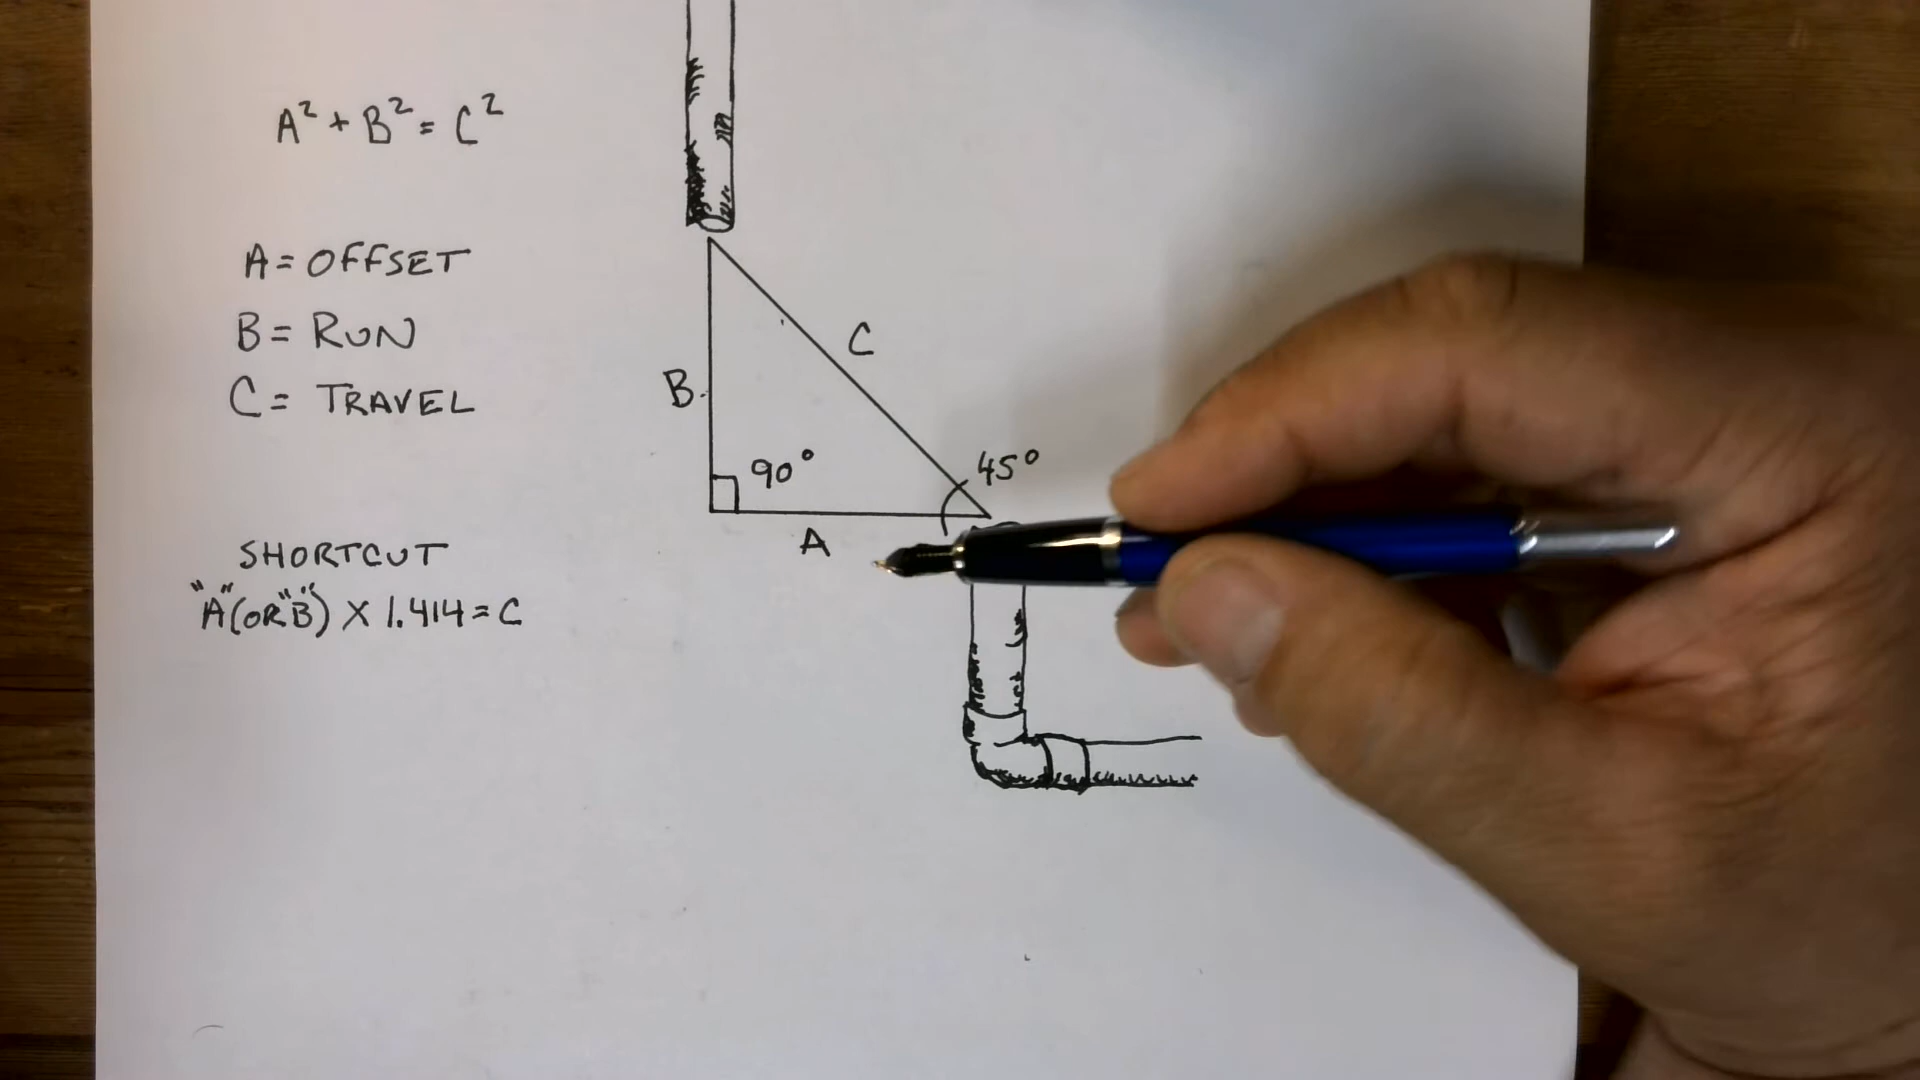 A² + B² = C²
A = OFFSET
B = RUN
C = TRAVEL
SHORTCUT
"A" (OR "B") X 1.414 = C
C
B
90°
45°
A